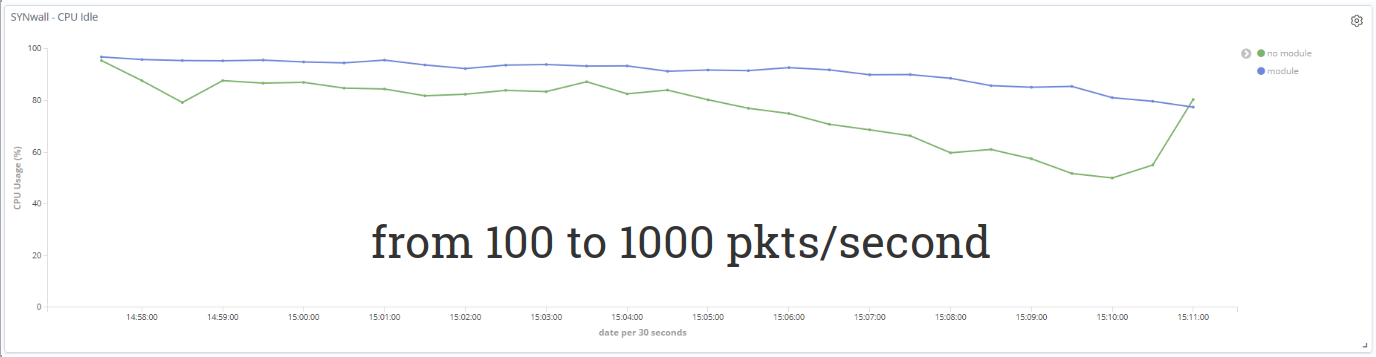 SYNwall - CPU Idle
100
80
60
40
20
0
CPU Usage (%)
no module
module
from 100 to 1000 pkts/second
14:58:00 14:59:00 15:00:00 15:01:00 15:02:00 15:03:00 15:04:00 15:05:00 15:06:00 15:07:00 15:08:00 15:09:00 15:10:00 15:11:00
date per 30 seconds